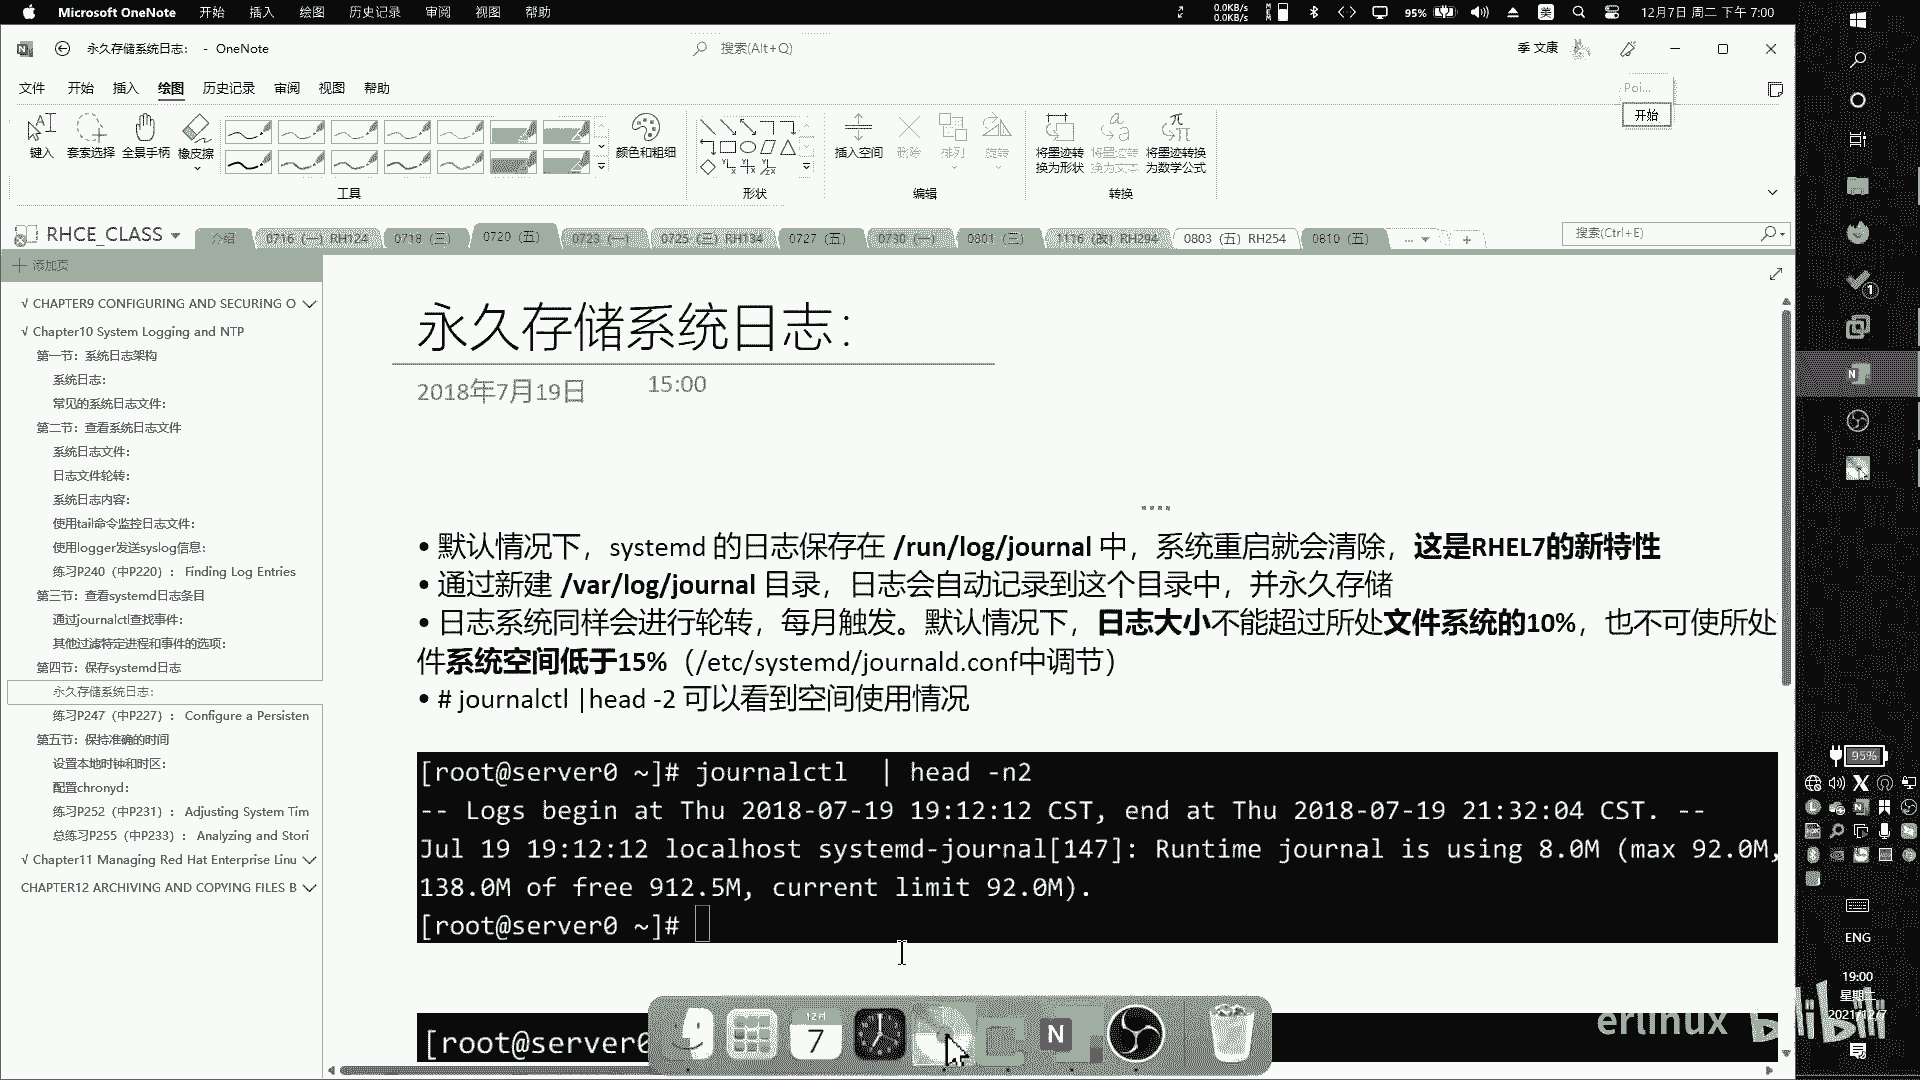 Microsoft OneNote 开始 插入 绘图 历史记录 审阅 视图 帮助
0.0KB/s
0.0KB/s
95%
美
12月7日 周二 下午 7:00
永久存储系统日志: - OneNote
搜索(Alt+Q)
季 文康
文件 开始 插入 绘图 历史记录 审阅 视图 帮助
Poi...
开始
键入 套索选择 全景手柄 橡皮擦
颜色和粗细
插入空间 删除 排列 旋转
将墨迹转换为形状
将墨迹转换为文本
将墨迹转换为数学公式
工具 形状 编辑 转换
RHCE_CLASS
介绍 0716 (一) RH124 0718 (三) 0720 (五) 0723 (一) 0725 (三) RH134 0727 (五) 0730 (一) 0801 (三) 1116 (改) RH294 0803 (五) RH254 0810 (五) ...
搜索(Ctrl+E)
添加页
√ CHAPTER9 CONFIGURING AND SECURING O
√ Chapter10 System Logging and NTP
第一节：系统日志架构
系统日志:
常见的系统日志文件:
第二节：查看系统日志文件
系统日志文件:
日志文件轮转:
系统日志内容:
使用tail命令监控日志文件:
使用logger发送syslog信息:
练习P240（中P220）： Finding Log Entries
第三节：查看systemd日志条目
通过journalctl查找事件:
其他过滤特定进程和事件的选项:
第四节：保存systemd日志
永久存储系统日志:
练习P247（中P227）： Configure a Persisten
第五节：保持准确的时间
设置本地时钟和时区:
配置chronyd:
练习P252（中P231）： Adjusting System Tim
总练习P255（中P233）： Analyzing and Stori
√ Chapter11 Managing Red Hat Enterprise Linu
CHAPTER12 ARCHIVING AND COPYING FILES B
永久存储系统日志:
2018年7月19日 15:00
• 默认情况下，systemd 的日志保存在 /run/log/journal 中，系统重启就会清除，这是RHEL7的新特性
• 通过新建 /var/log/journal 目录，日志会自动记录到这个目录中，并永久存储
• 日志系统同样会进行轮转，每月触发。默认情况下，日志大小不能超过所处文件系统的10%，也不可使所处
件系统空间低于15%（/etc/systemd/journald.conf中调节）
• # journalctl |head -2 可以看到空间使用情况
[root@server0 ~]# journalctl | head -n2
-- Logs begin at Thu 2018-07-19 19:12:12 CST, end at Thu 2018-07-19 21:32:04 CST. --
Jul 19 19:12:12 localhost systemd-journal[147]: Runtime journal is using 8.0M (max 92.0M,
138.0M of free 912.5M, current limit 92.0M).
[root@server0 ~]#
[root@server0
12月
7
N
1
N
95%
ENG
19:00
星期二
2021/12/7
erlinux
bilibili